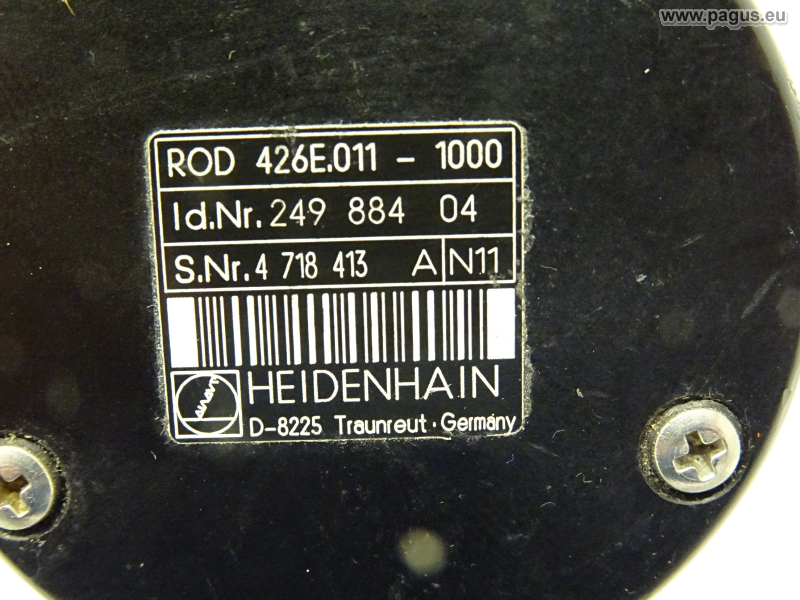 www.pagus.eu
ROD 426E.011 - 1000
Id.Nr. 249 884 04
S.Nr. 4 718 413 A N11
HEIDENHAIN
D-8225 Traunreut · Germany